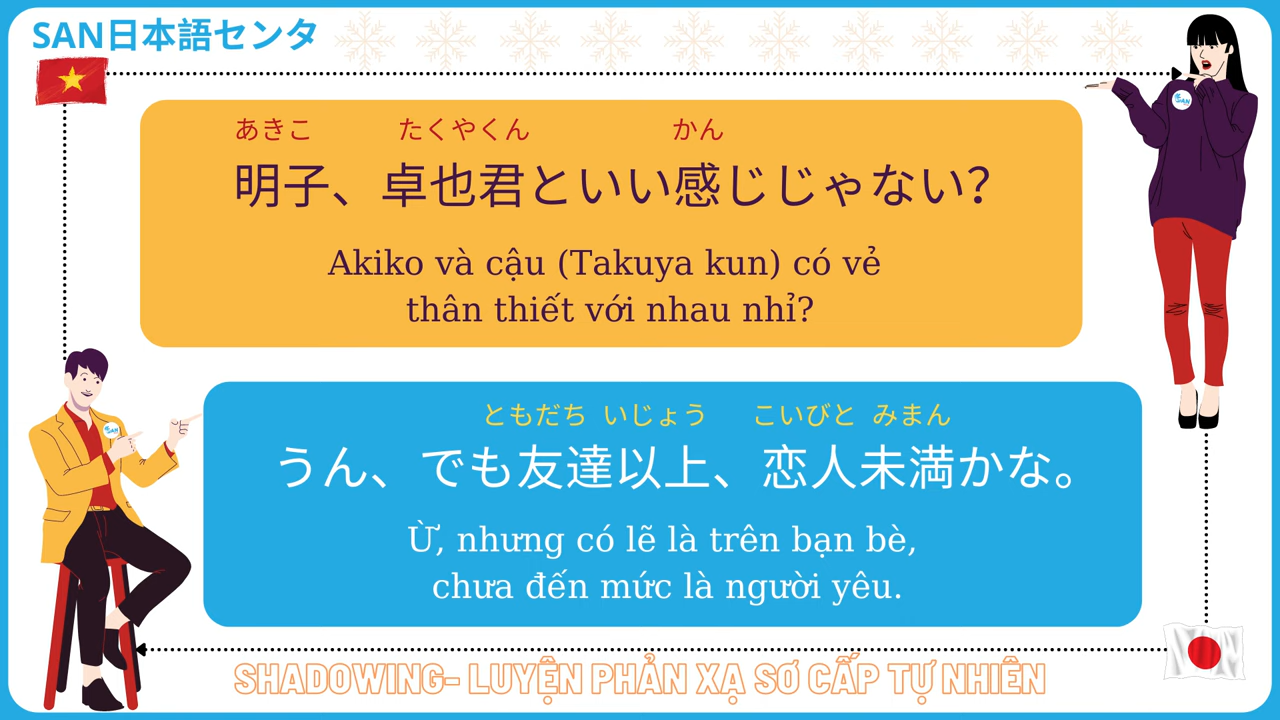 SAN日本語センタ
あきこ たくやくん かん
明子、卓也君といい感じじゃない？
Akiko và cậu (Takuya kun) có vẻ
thân thiết với nhau nhỉ?
ともだち いじょう こいびと みまん
うん、でも友達以上、恋人未満かな。
Ừ, nhưng có lẽ là trên bạn bè,
chưa đến mức là người yêu.
SHADOWING- LUYỆN PHẢN XẠ SƠ CẤP TỰ NHIÊN